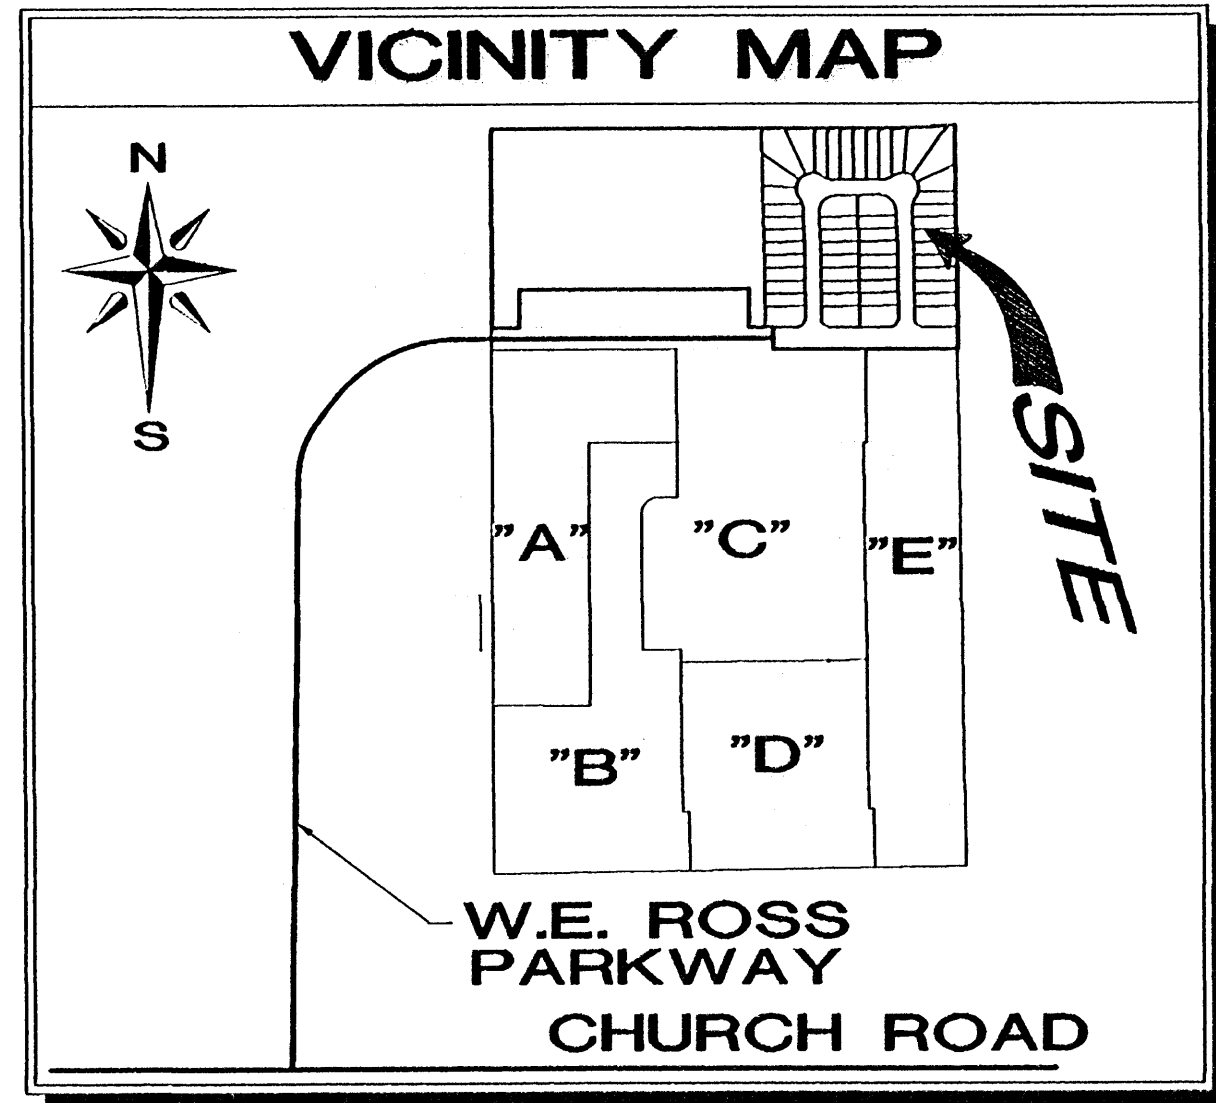 VICINITY MAP
N
S
SITE
"A"
"C"
"E"
"B"
"D"
W.E. ROSS
PARKWAY
CHURCH ROAD